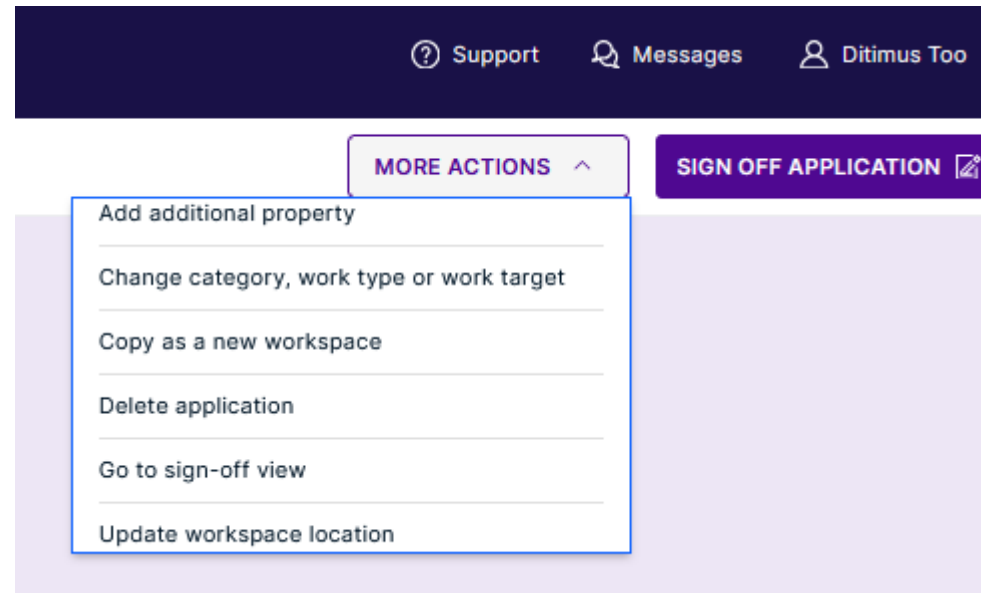 Support Messages Ditimus Too
MORE ACTIONS SIGN OFF APPLICATION
Add additional property
Change category, work type or work target
Copy as a new workspace
Delete application
Go to sign-off view
Update workspace location